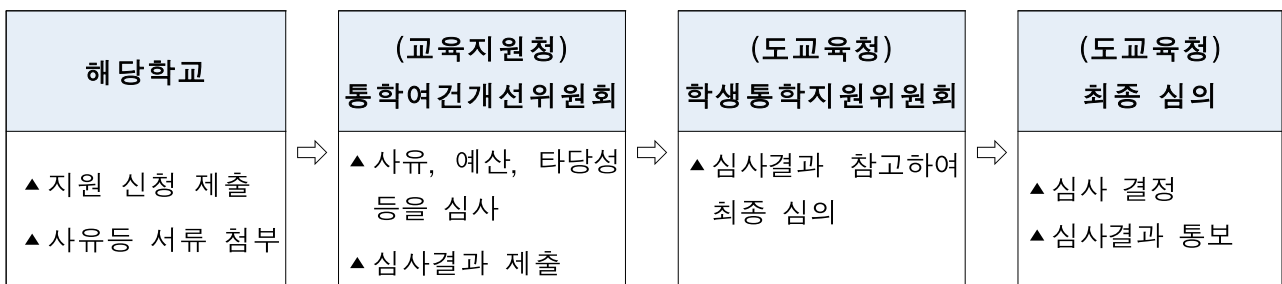 해당학교
▲지원 신청 제출
▲사유등 서류 첨부
⇨
(교육지원청)
통학여건개선위원회
▲사유, 예산, 타당성
등을 심사
▲심사결과 제출
⇨
(도교육청)
학생통학지원위원회
▲심사결과 참고하여
최종 심의
⇨
(도교육청)
최종 심의
▲심사 결정
▲심사결과 통보